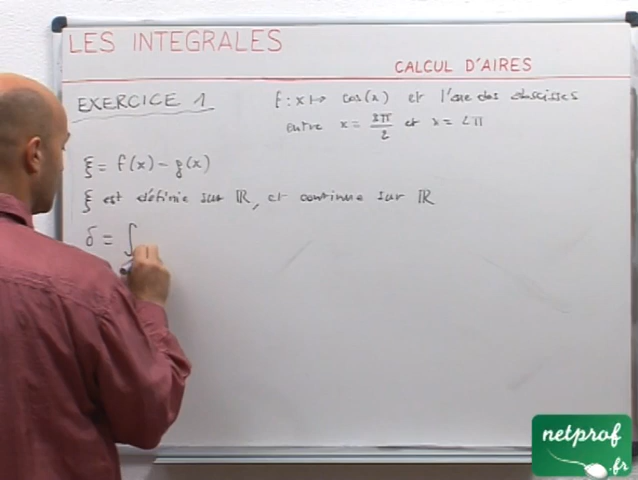 LES INTEGRALES
CALCUL D'AIRES
EXERCICE 1
f : x ↦ cos(x) et l'axe des abscisses
entre x = 3π/2 et x = 2π
ξ = f(x) - g(x)
ξ est définie sur ℝ, et continue sur ℝ
δ = ∫
netprof
.fr